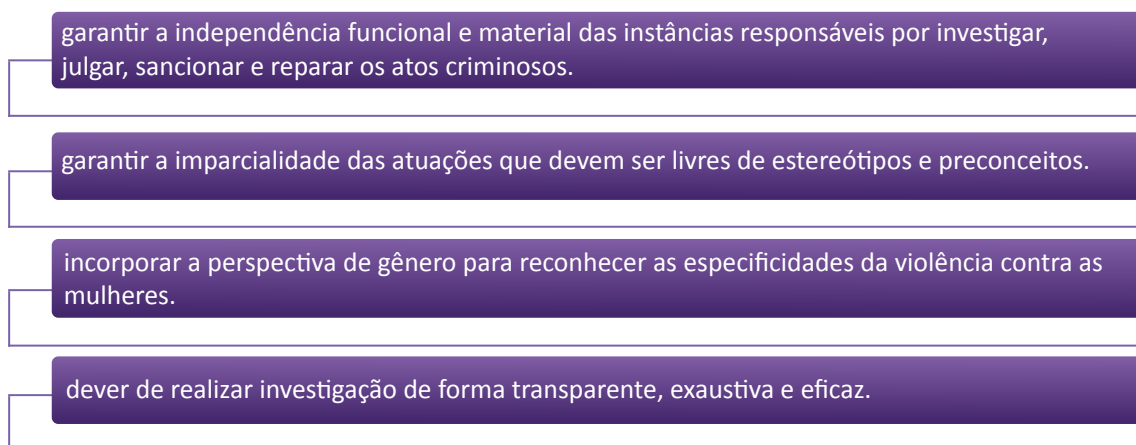 garantir a independência funcional e material das instâncias responsáveis por investigar,
julgar, sancionar e reparar os atos criminosos.
garantir a imparcialidade das atuações que devem ser livres de estereótipos e preconceitos.
incorporar a perspectiva de gênero para reconhecer as especificidades da violência contra as
mulheres.
dever de realizar investigação de forma transparente, exaustiva e eficaz.